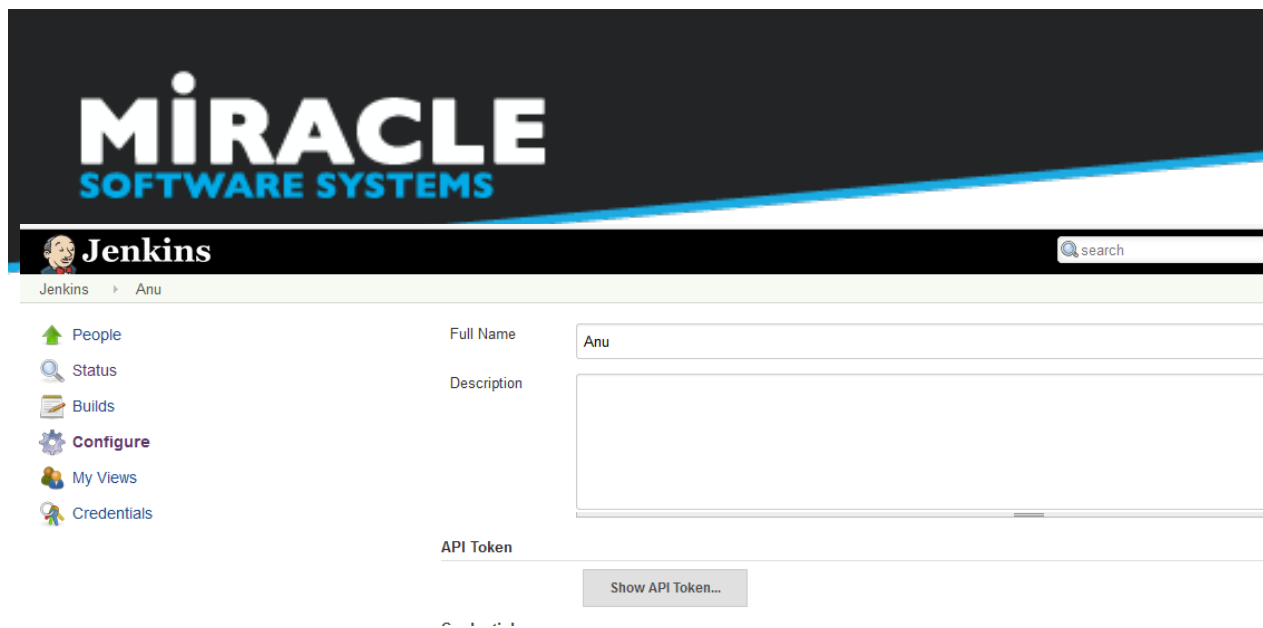 MiRACLE
SOFTWARE SYSTEMS
Jenkins
search
Jenkins Anu
People
Status
Builds
Configure
My Views
Credentials
Full Name
Anu
Description
API Token
Show API Token...